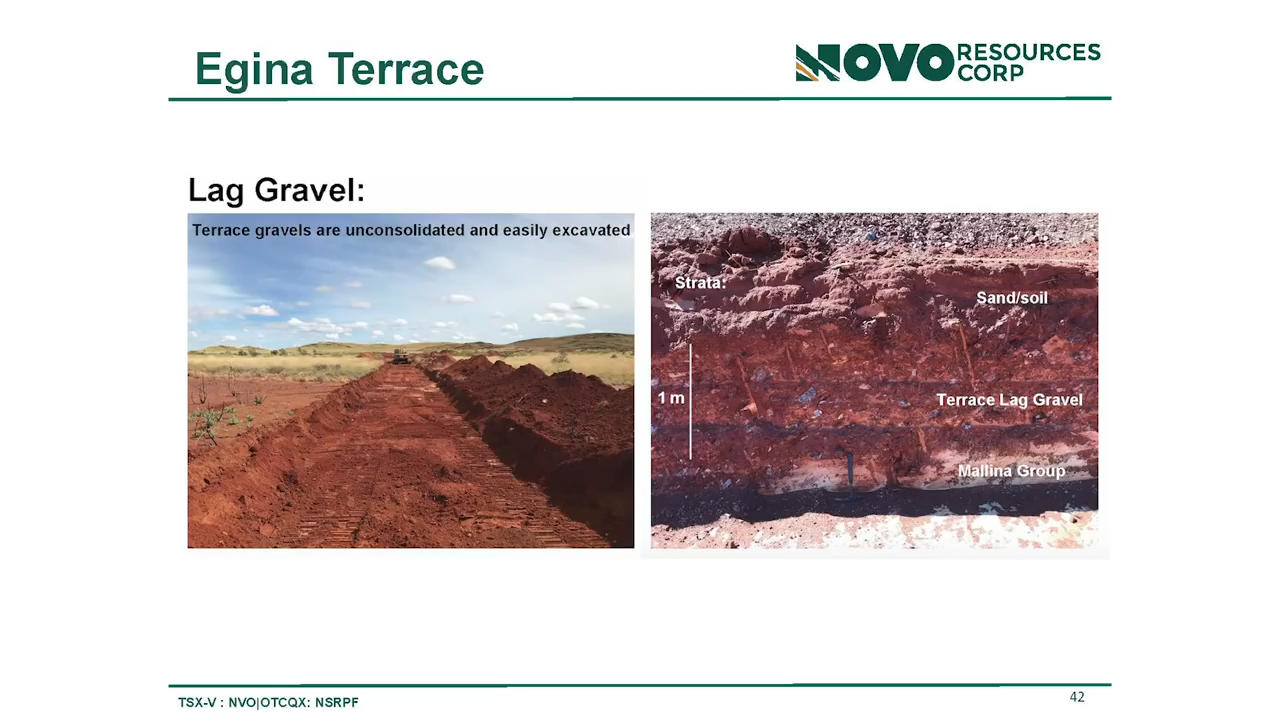 Egina Terrace
NOVO RESOURCES CORP
Lag Gravel:
Terrace gravels are unconsolidated and easily excavated
Strata:
Sand/soil
1 m
Terrace Lag Gravel
Mallina Group
TSX-V : NVO|OTCQX: NSRPF
42